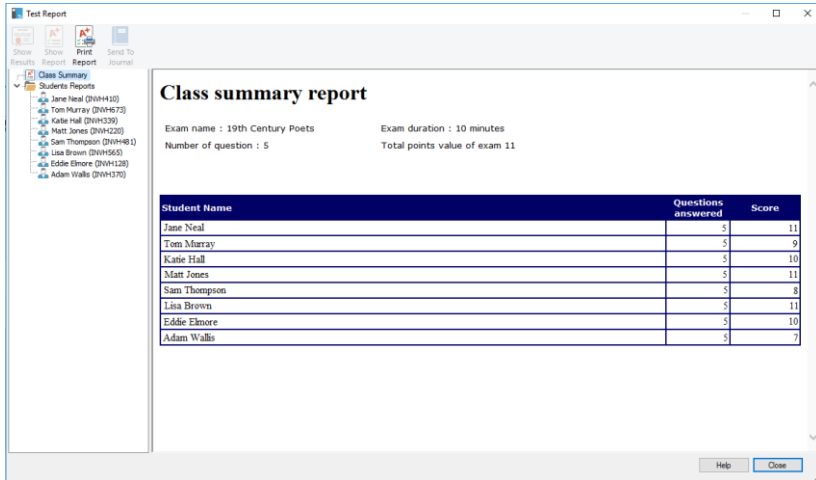 Test Report
Show Results
Show Report
Print Report
Send To Journal
Class Summary
Students Reports
Jane Neal (INVH410)
Tom Murray (INVH673)
Katie Hall (INVH339)
Matt Jones (INVH220)
Sam Thompson (INVH481)
Lisa Brown (INVH565)
Eddie Elmore (INVH128)
Adam Wallis (INVH370)
Class summary report
Exam name : 19th Century Poets Exam duration : 10 minutes
Number of question : 5 Total points value of exam 11
Student Name Questions answered Score
Jane Neal 5 11
Tom Murray 5 9
Katie Hall 5 10
Matt Jones 5 11
Sam Thompson 5 8
Lisa Brown 5 11
Eddie Elmore 5 10
Adam Wallis 5 7
Help Close